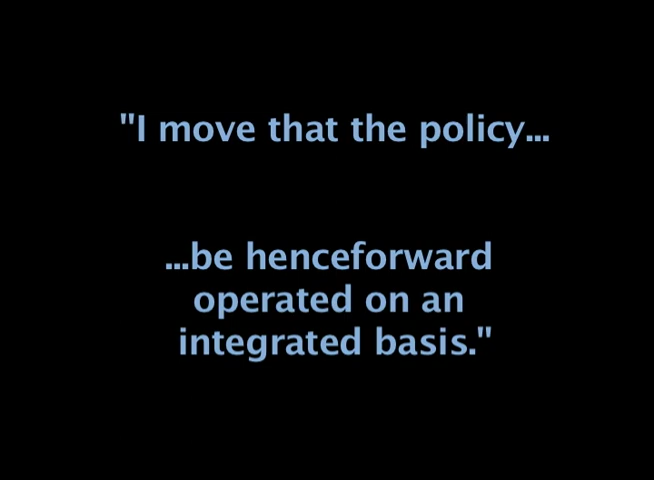 "I move that the policy...
...be henceforward
operated on an
integrated basis."